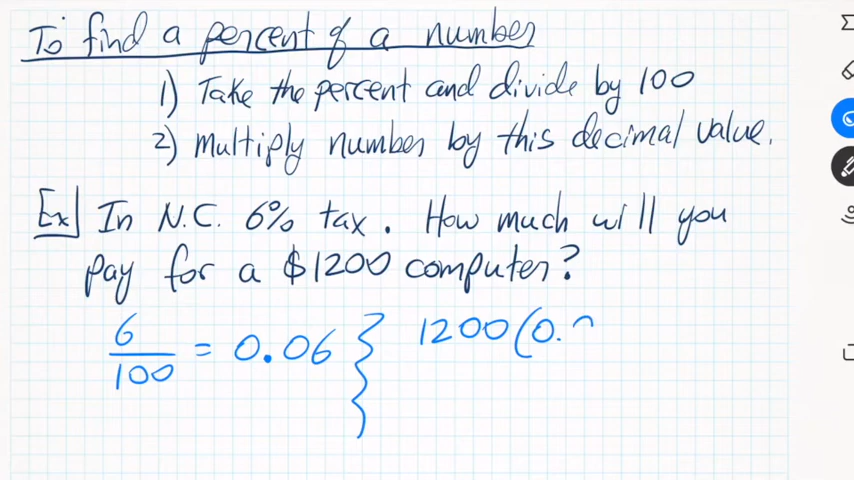 To find a percent of a number
1) Take the percent and divide by 100
2) multiply number by this decimal value.
Ex] In N.C. 6% tax. How much will you
pay for a $1200 computer?
6/100 = 0.06 } 1200(0.